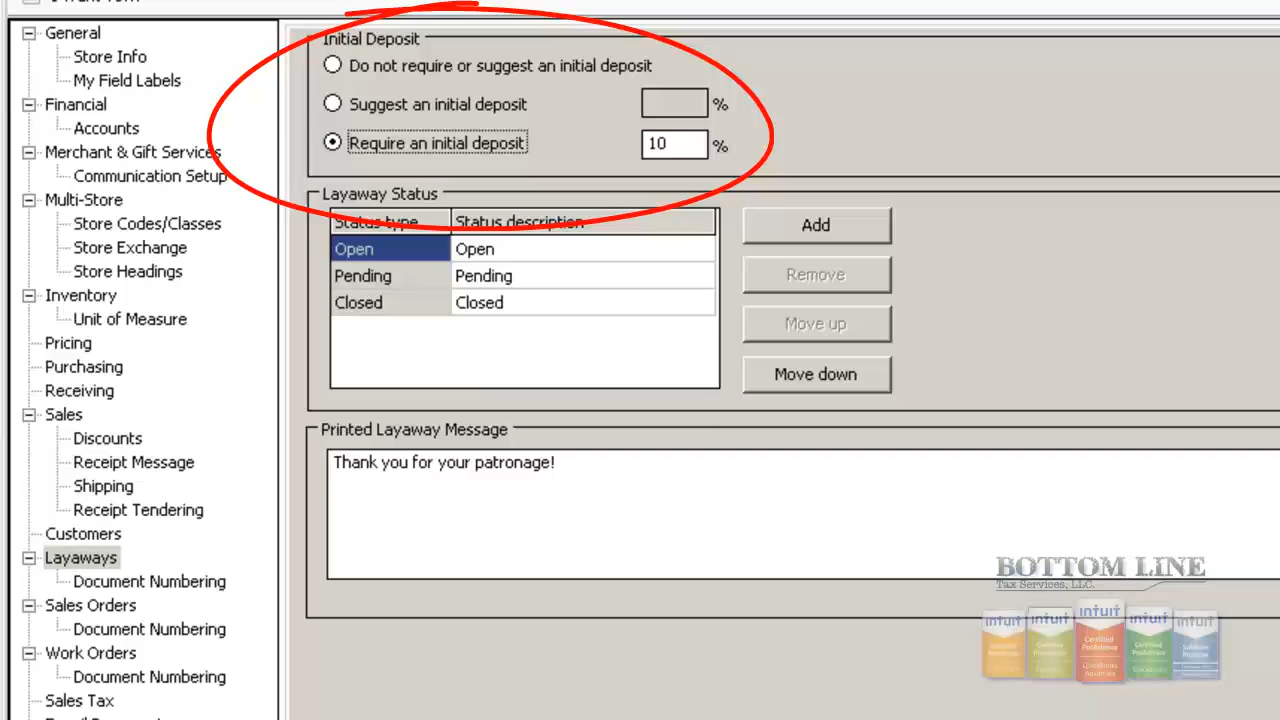 General
Store Info
My Field Labels
Financial
Accounts
Merchant & Gift Services
Communication Setup
Multi-Store
Store Codes/Classes
Store Exchange
Store Headings
Inventory
Unit of Measure
Pricing
Purchasing
Receiving
Sales
Discounts
Receipt Message
Shipping
Receipt Tendering
Customers
Layaways
Document Numbering
Sales Orders
Document Numbering
Work Orders
Document Numbering
Sales Tax
Initial Deposit
Do not require or suggest an initial deposit
Suggest an initial deposit %
Require an initial deposit 10 %
Layaway Status
Status type Status description
Open Open
Pending Pending
Closed Closed
Add
Remove
Move up
Move down
Printed Layaway Message
Thank you for your patronage!
BOTTOM LINE
Tax Services, LLC.
intuit intuit intuit intuit intuit
Certified
ProAdvisor